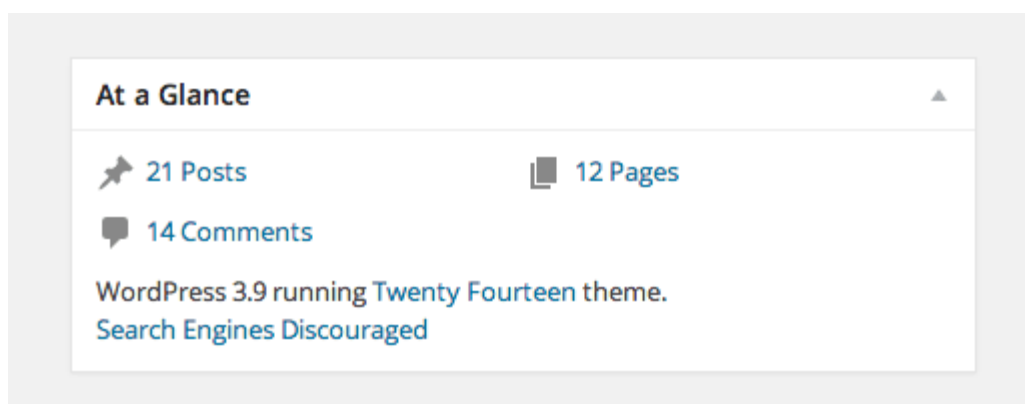 At a Glance
21 Posts
12 Pages
14 Comments
WordPress 3.9 running Twenty Fourteen theme.
Search Engines Discouraged